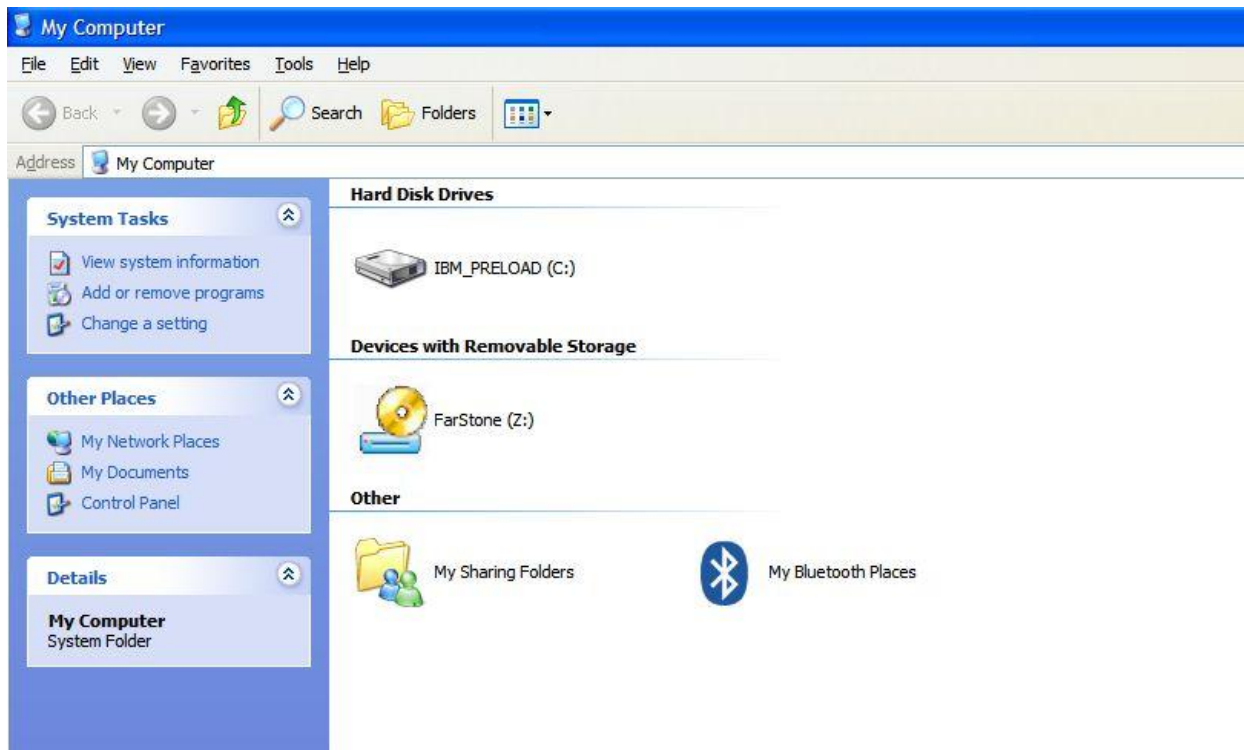 My Computer
File Edit View Favorites Tools Help
Back Search Folders
Address My Computer
System Tasks
View system information
Add or remove programs
Change a setting
Other Places
My Network Places
My Documents
Control Panel
Details
My Computer
System Folder
Hard Disk Drives
IBM_PRELOAD (C:)
Devices with Removable Storage
FarStone (Z:)
Other
My Sharing Folders My Bluetooth Places